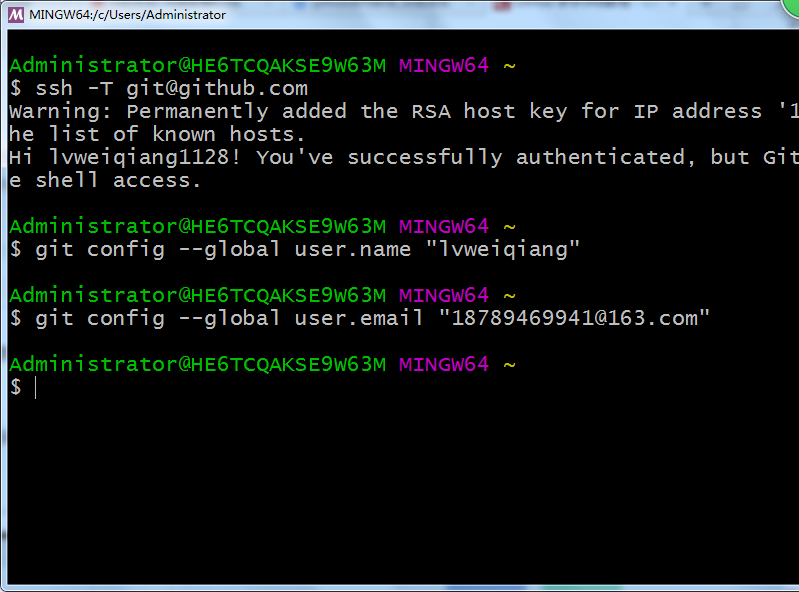 MINGW64:/c/Users/Administrator
Administrator@HE6TCQAKSE9W63M MINGW64 ~
$ ssh -T git@github.com
Warning: Permanently added the RSA host key for IP address '1
he list of known hosts.
Hi lvweiqiang1128! You've successfully authenticated, but Git
e shell access.
Administrator@HE6TCQAKSE9W63M MINGW64 ~
$ git config --global user.name "lvweiqiang"
Administrator@HE6TCQAKSE9W63M MINGW64 ~
$ git config --global user.email "18789469941@163.com"
Administrator@HE6TCQAKSE9W63M MINGW64 ~
$